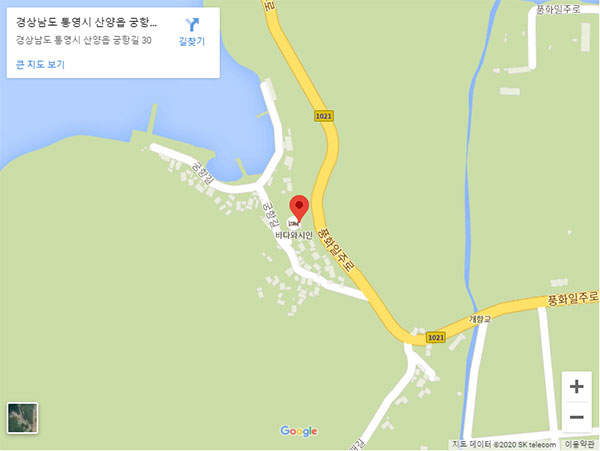 경상남도 통영시 산양읍 궁항...
경상남도 통영시 산양읍 궁항길 30
길찾기
큰 지도 보기
풍화일주로
로
1021
궁항길
궁항길
바다와시인
풍화일주로
풍화일주로
개향교
1021
Google
지도 데이터 ©2020 SK telecom
이용약관